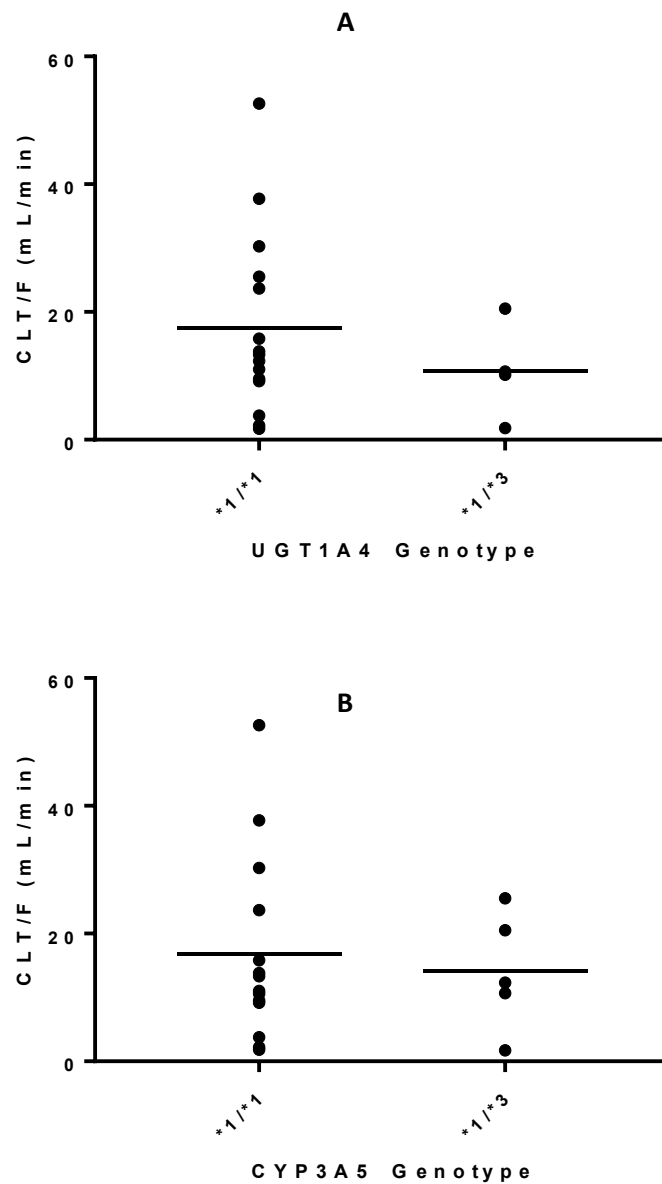 A
60
40
20
0
CLT/F (mL/min)
*1/*1
*1/*3
UGT1A4 Genotype
B
60
40
20
0
CLT/F (mL/min)
*1/*1
*1/*3
CYP3A5 Genotype